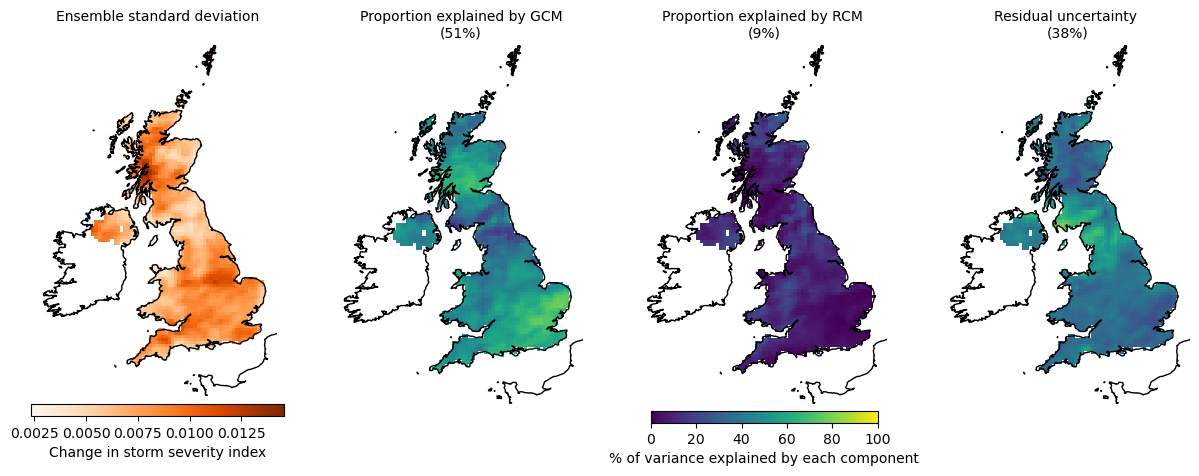 Ensemble standard deviation
Proportion explained by GCM
(51%)
Proportion explained by RCM
(9%)
Residual uncertainty
(38%)
0.0025 0.0050 0.0075 0.0100 0.0125
Change in storm severity index
0 20 40 60 80 100
% of variance explained by each component